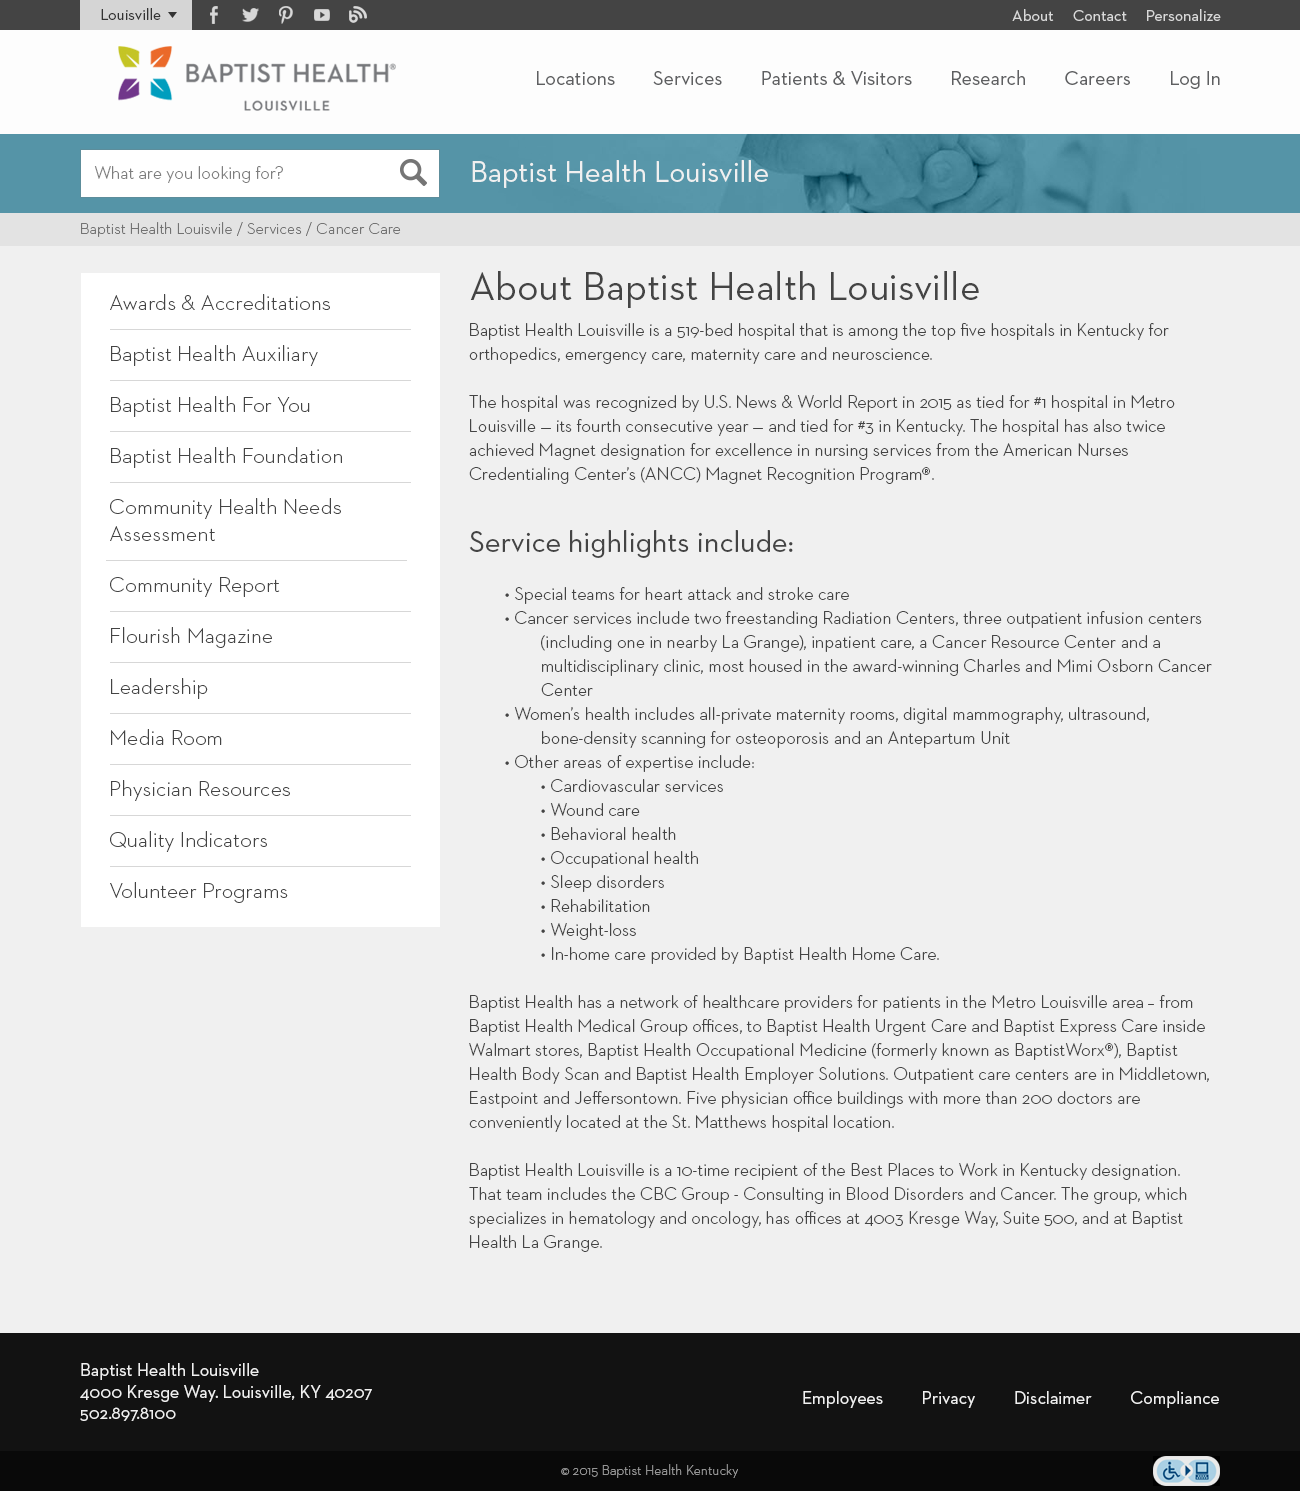 Louisville
About Contact Personalize
BAPTIST HEALTH®
LOUISVILLE
Locations Services Patients & Visitors Research Careers Log In
What are you looking for?
Baptist Health Louisville
Baptist Health Louisvile / Services / Cancer Care
Awards & Accreditations
Baptist Health Auxiliary
Baptist Health For You
Baptist Health Foundation
Community Health Needs
Assessment
Community Report
Flourish Magazine
Leadership
Media Room
Physician Resources
Quality Indicators
Volunteer Programs
About Baptist Health Louisville
Baptist Health Louisville is a 519-bed hospital that is among the top five hospitals in Kentucky for
orthopedics, emergency care, maternity care and neuroscience.
The hospital was recognized by U.S. News & World Report in 2015 as tied for #1 hospital in Metro
Louisville — its fourth consecutive year — and tied for #3 in Kentucky. The hospital has also twice
achieved Magnet designation for excellence in nursing services from the American Nurses
Credentialing Center's (ANCC) Magnet Recognition Program®.
Service highlights include:
• Special teams for heart attack and stroke care
• Cancer services include two freestanding Radiation Centers, three outpatient infusion centers
(including one in nearby La Grange), inpatient care, a Cancer Resource Center and a
multidisciplinary clinic, most housed in the award-winning Charles and Mimi Osborn Cancer
Center
• Women's health includes all-private maternity rooms, digital mammography, ultrasound,
bone-density scanning for osteoporosis and an Antepartum Unit
• Other areas of expertise include:
• Cardiovascular services
• Wound care
• Behavioral health
• Occupational health
• Sleep disorders
• Rehabilitation
• Weight-loss
• In-home care provided by Baptist Health Home Care.
Baptist Health has a network of healthcare providers for patients in the Metro Louisville area – from
Baptist Health Medical Group offices, to Baptist Health Urgent Care and Baptist Express Care inside
Walmart stores, Baptist Health Occupational Medicine (formerly known as BaptistWorx®), Baptist
Health Body Scan and Baptist Health Employer Solutions. Outpatient care centers are in Middletown,
Eastpoint and Jeffersontown. Five physician office buildings with more than 200 doctors are
conveniently located at the St. Matthews hospital location.
Baptist Health Louisville is a 10-time recipient of the Best Places to Work in Kentucky designation.
That team includes the CBC Group - Consulting in Blood Disorders and Cancer. The group, which
specializes in hematology and oncology, has offices at 4003 Kresge Way, Suite 500, and at Baptist
Health La Grange.
Baptist Health Louisville
4000 Kresge Way. Louisville, KY 40207
502.897.8100
Employees Privacy Disclaimer Compliance
© 2015 Baptist Health Kentucky